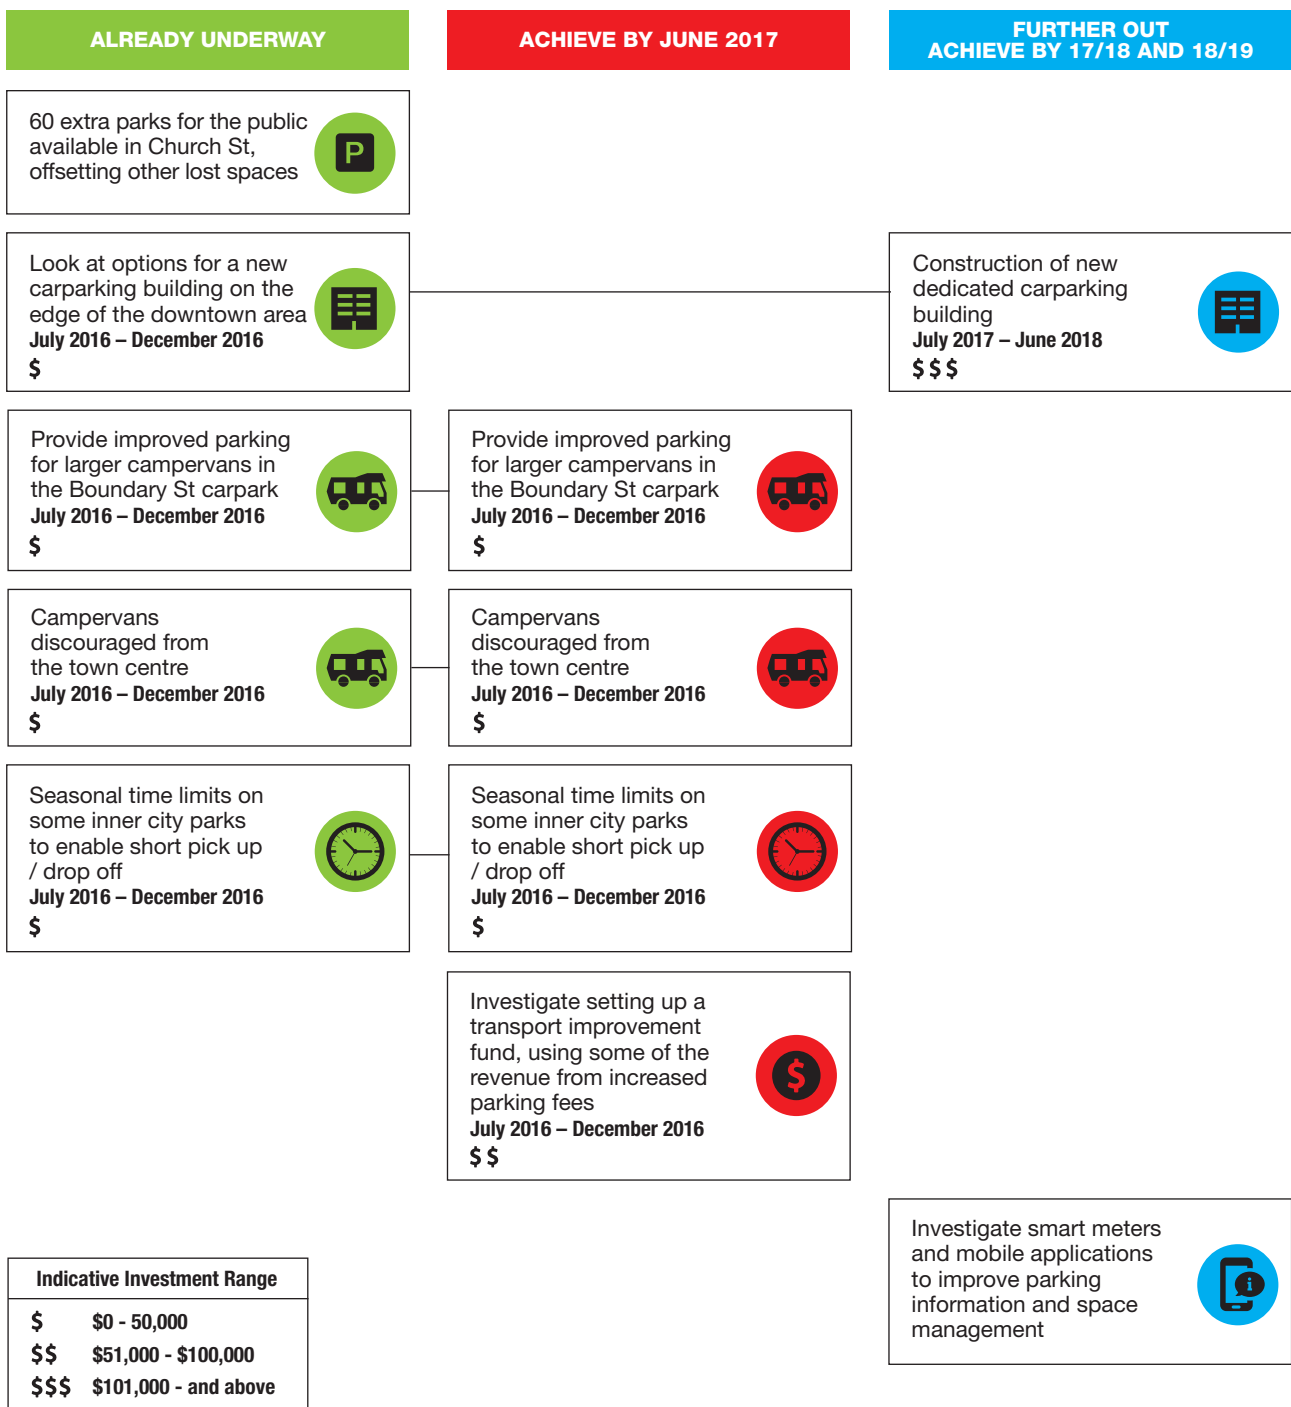 ALREADY UNDERWAY
ACHIEVE BY JUNE 2017
FURTHER OUT
ACHIEVE BY 17/18 AND 18/19
60 extra parks for the public
available in Church St,
offsetting other lost spaces
P
Look at options for a new
carparking building on the
edge of the downtown area
July 2016 – December 2016
$
Construction of new
dedicated carparking
building
July 2017 – June 2018
$$$
Provide improved parking
for larger campervans in
the Boundary St carpark
July 2016 – December 2016
$
Provide improved parking
for larger campervans in
the Boundary St carpark
July 2016 – December 2016
$
Campervans
discouraged from
the town centre
July 2016 – December 2016
$
Campervans
discouraged from
the town centre
July 2016 – December 2016
$
Seasonal time limits on
some inner city parks
to enable short pick up
/ drop off
July 2016 – December 2016
$
Seasonal time limits on
some inner city parks
to enable short pick up
/ drop off
July 2016 – December 2016
$
Investigate setting up a
transport improvement
fund, using some of the
revenue from increased
parking fees
July 2016 – December 2016
$$
$
Investigate smart meters
and mobile applications
to improve parking
information and space
management
i
Indicative Investment Range
$ $0 - 50,000
$$ $51,000 - $100,000
$$$ $101,000 - and above